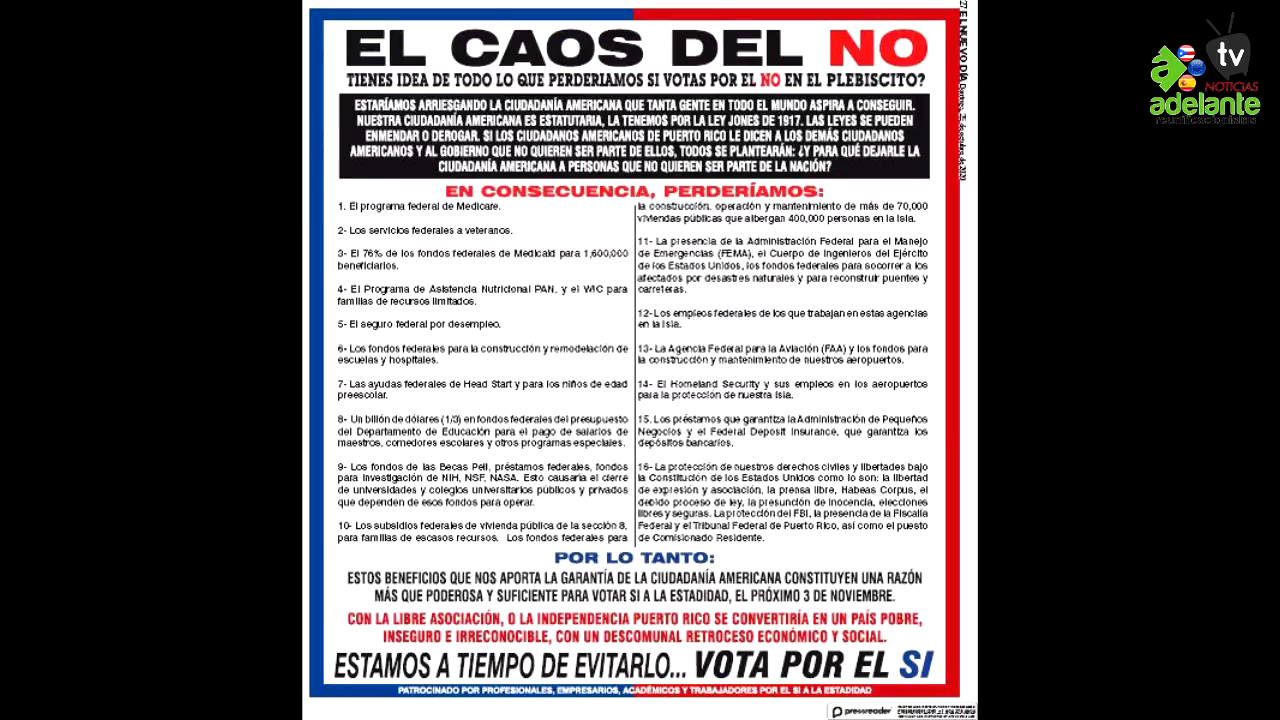 EL CAOS DEL NO
TIENES IDEA DE TODO LO QUE PERDERIAMOS SI VOTAS POR EL NO EN EL PLEBISCITO?
ESTARÍAMOS ARRIESGANDO LA CIUDADANÍA AMERICANA QUE TANTA GENTE EN TODO EL MUNDO ASPIRA A CONSEGUIR.
NUESTRA CIUDADANÍA AMERICANA ES ESTATUTARIA, LA TENEMOS POR LA LEY JONES DE 1917. LAS LEYES SE PUEDEN
ENMENDAR O DEROGAR. SI LOS CIUDADANOS AMERICANOS DE PUERTO RICO LE DICEN A LOS DEMÁS CIUDADANOS
AMERICANOS Y AL GOBIERNO QUE NO QUIEREN SER PARTE DE ELLOS, TODOS SE PLANTEARÁN: ¿Y PARA QUÉ DEJARLE LA
CIUDADANÍA AMERICANA A PERSONAS QUE NO QUIEREN SER PARTE DE LA NACIÓN?
EN CONSECUENCIA, PERDERÍAMOS:
1. El programa federal de Medicare.
2- Los servicios federales a veteranos.
3- El 76% de los fondos federales de Medicaid para 1,600,000
beneficiarios.
4- El Programa de Asistencia Nutricional PAN, y el WIC para
familias de recursos limitados.
5- El seguro federal por desempleo.
6- Los fondos federales para la construcción y remodelación de
escuelas y hospitales.
7- Las ayudas federales de Head Start y para los niños de edad
preescolar.
8- Un billón de dólares (1/3) en fondos federales del presupuesto
del Departamento de Educación para el pago de salarios de
maestros, comedores escolares y otros programas especiales.
9- Los fondos de las Becas Pell, préstamos federales, fondos
para investigación de NIH, NSF, NASA. Esto causaría el cierre
de universidades y colegios universitarios públicos y privados
que dependen de esos fondos para operar.
10- Los subsidios federales de vivienda pública de la sección 8,
para familias de escasos recursos. Los fondos federales para
la construcción, operación y mantenimiento de más de 70,000
viviendas públicas que albergan 400,000 personas en la Isla.
11- La presencia de la Administración Federal para el Manejo
de Emergencias (FEMA), el Cuerpo de Ingenieros del Ejército
de los Estados Unidos, los fondos federales para socorrer a los
afectados por desastres naturales y para reconstruir puentes y
carreteras.
12- Los empleos federales de los que trabajan en estas agencias
en la Isla.
13- La Agencia Federal para la Aviación (FAA) y los fondos para
la construcción y mantenimiento de nuestros aeropuertos.
14- El Homeland Security y sus empleos en los aeropuertos
para la protección de nuestra Isla.
15. Los préstamos que garantiza la Administración de Pequeños
Negocios y el Federal Deposit Insurance, que garantiza los
depósitos bancarios.
16- La protección de nuestros derechos civiles y libertades bajo
la Constitución de los Estados Unidos como lo son: la libertad
de expresión y asociación, la prensa libre, Habeas Corpus, el
debido proceso de ley, la presunción de inocencia, elecciones
libres y seguras. La protección del FBI, la presencia de la Fiscalía
Federal y el Tribunal Federal de Puerto Rico, así como el puesto
de Comisionado Residente.
POR LO TANTO:
ESTOS BENEFICIOS QUE NOS APORTA LA GARANTÍA DE LA CIUDADANÍA AMERICANA CONSTITUYEN UNA RAZÓN
MÁS QUE PODEROSA Y SUFICIENTE PARA VOTAR SI A LA ESTADIDAD, EL PRÓXIMO 3 DE NOVIEMBRE.
CON LA LIBRE ASOCIACIÓN, O LA INDEPENDENCIA PUERTO RICO SE CONVERTIRÍA EN UN PAÍS POBRE,
INSEGURO E IRRECONOCIBLE, CON UN DESCOMUNAL RETROCESO ECONÓMICO Y SOCIAL.
ESTAMOS A TIEMPO DE EVITARLO... VOTA POR EL SI
PATROCINADO POR PROFESIONALES, EMPRESARIOS, ACADÉMICOS Y TRABAJADORES POR EL SI A LA ESTADIDAD
27 EL NUEVO DÍA Domingo, 25 de octubre de 2020
pressreader
a tv
NOTICIAS
adelante
reunificacionistas